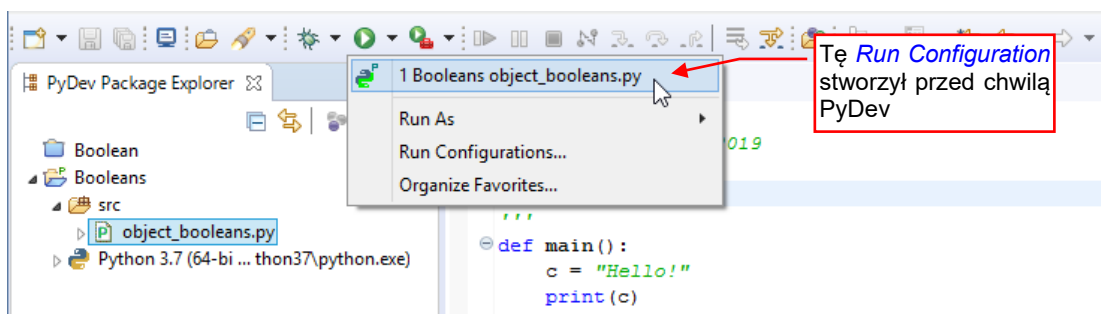 Tę Run Configuration
stworzył przed chwilą
PyDev
PyDev Package Explorer
1 Booleans object_booleans.py
Run As
Run Configurations...
Organize Favorites...
Boolean
Booleans
src
object_booleans.py
Python 3.7 (64-bi ... thon37\python.exe)
019
'''
def main():
c = "Hello!"
print(c)